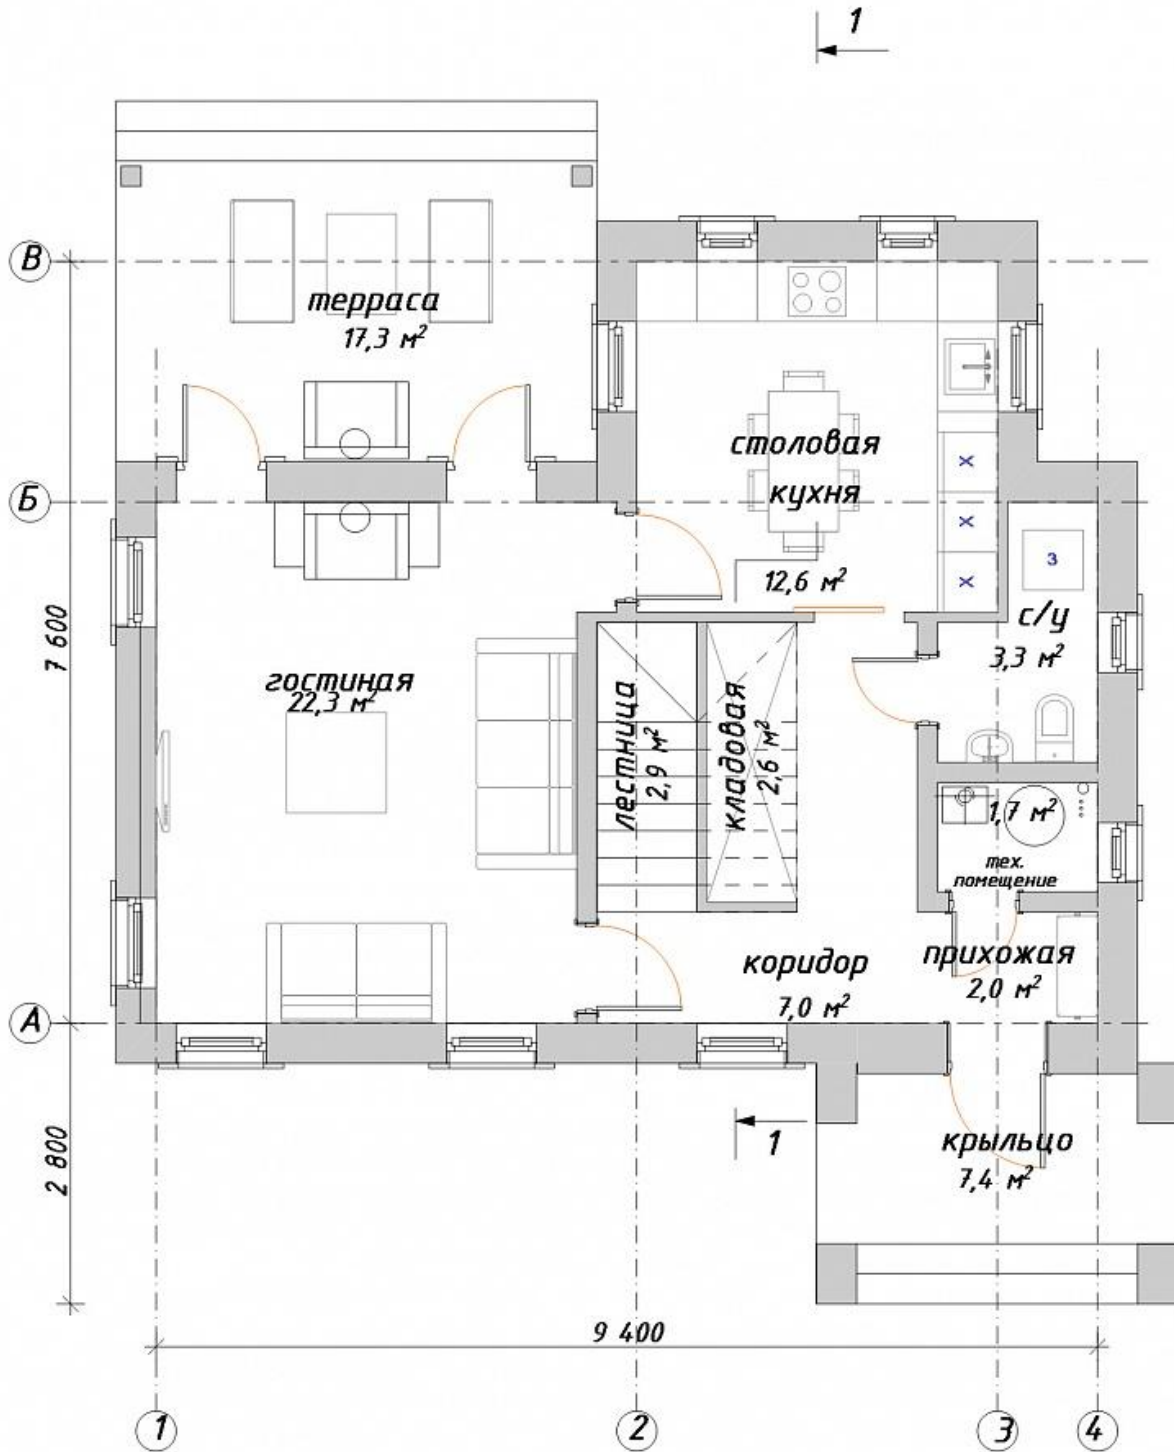 1
В
терраса
17,3 м²
столовая
кухня
12,6 м²
Б
3
с/у
3,3 м²
7 600
гостиная
22,3 м²
лестница
2,9 м²
кладовая
2,6 м²
1,7 м²
тех.
помещение
прихожая
2,0 м²
коридор
7,0 м²
А
1
крыльцо
7,4 м²
2 800
9 400
1
2
3
4
X
X
X